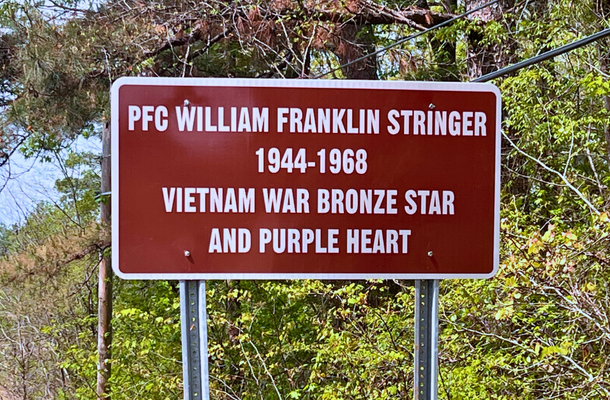 PFC WILLIAM FRANKLIN STRINGER
1944-1968
VIETNAM WAR BRONZE STAR
AND PURPLE HEART